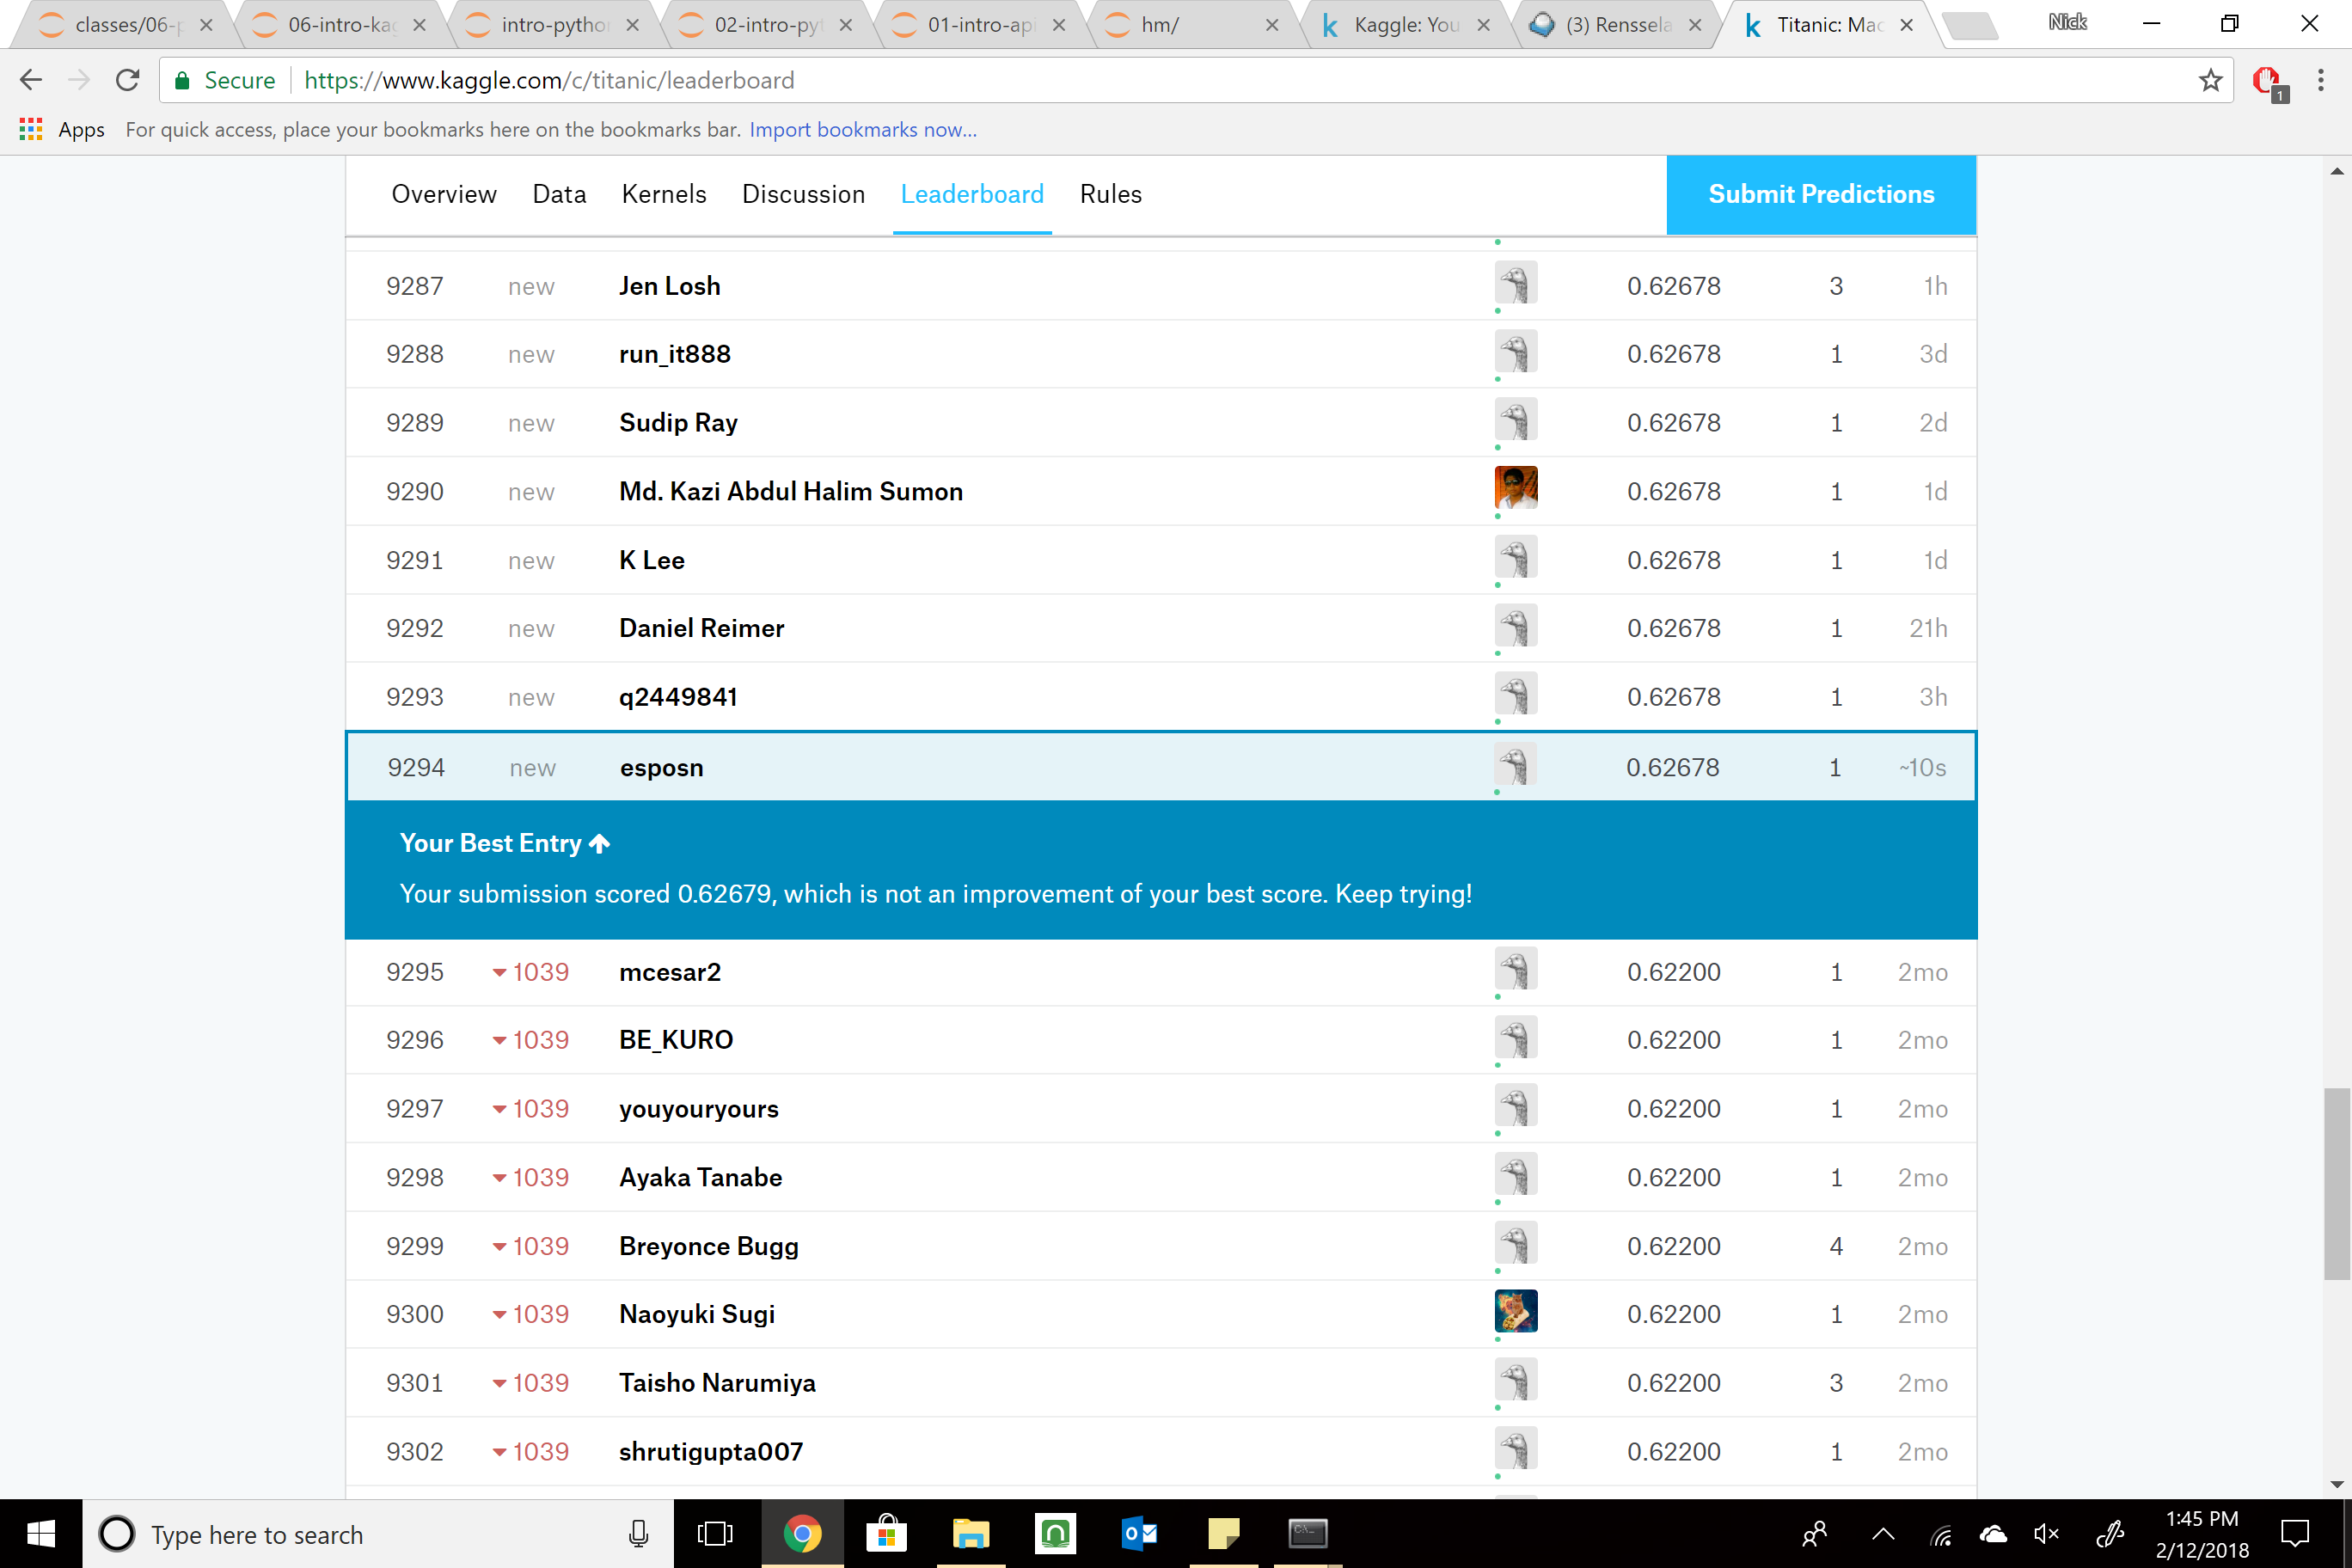 classes/06-p
06-intro-kag
intro-python
02-intro-pyt
01-intro-api
hm/
Kaggle: You
(3) Renssela
Titanic: Mac
Nick
Secure https://www.kaggle.com/c/titanic/leaderboard
1
Apps For quick access, place your bookmarks here on the bookmarks bar. Import bookmarks now...
Overview Data Kernels Discussion Leaderboard Rules Submit Predictions
9287 new Jen Losh 0.62678 3 1h
9288 new run_it888 0.62678 1 3d
9289 new Sudip Ray 0.62678 1 2d
9290 new Md. Kazi Abdul Halim Sumon 0.62678 1 1d
9291 new K Lee 0.62678 1 1d
9292 new Daniel Reimer 0.62678 1 21h
9293 new q2449841 0.62678 1 3h
9294 new esposn 0.62678 1 ~10s
Your Best Entry
Your submission scored 0.62679, which is not an improvement of your best score. Keep trying!
9295 1039 mcesar2 0.62200 1 2mo
9296 1039 BE_KURO 0.62200 1 2mo
9297 1039 youyouryours 0.62200 1 2mo
9298 1039 Ayaka Tanabe 0.62200 1 2mo
9299 1039 Breyonce Bugg 0.62200 4 2mo
9300 1039 Naoyuki Sugi 0.62200 1 2mo
9301 1039 Taisho Narumiya 0.62200 3 2mo
9302 1039 shrutigupta007 0.62200 1 2mo
Type here to search
1:45 PM
2/12/2018